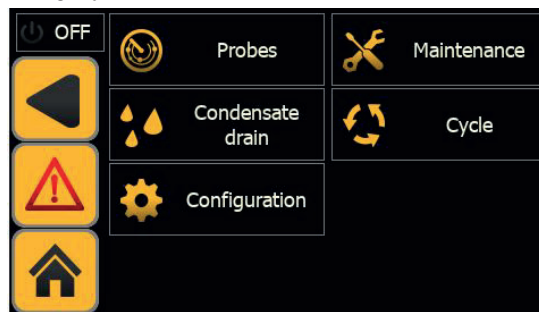 OFF
Probes
Maintenance
Condensate
drain
Cycle
Configuration